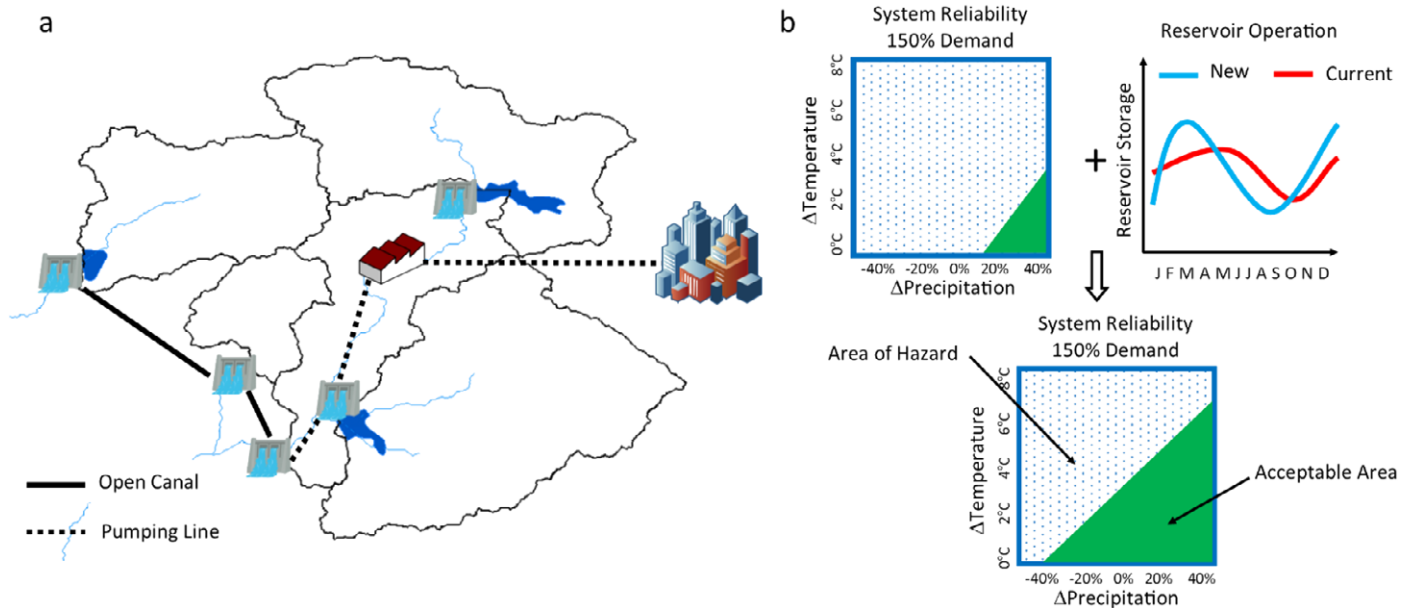 a
Open Canal
Pumping Line
b
System Reliability
150% Demand
ΔTemperature
8°C
6°C
4°C
2°C
0°C
-40% -20% 0% 20% 40%
ΔPrecipitation
+
Reservoir Operation
New Current
Reservoir Storage
J F M A M J J A S O N D
System Reliability
150% Demand
Area of Hazard
Acceptable Area
ΔTemperature
8°C
6°C
4°C
2°C
0°C
-40% -20% 0% 20% 40%
ΔPrecipitation